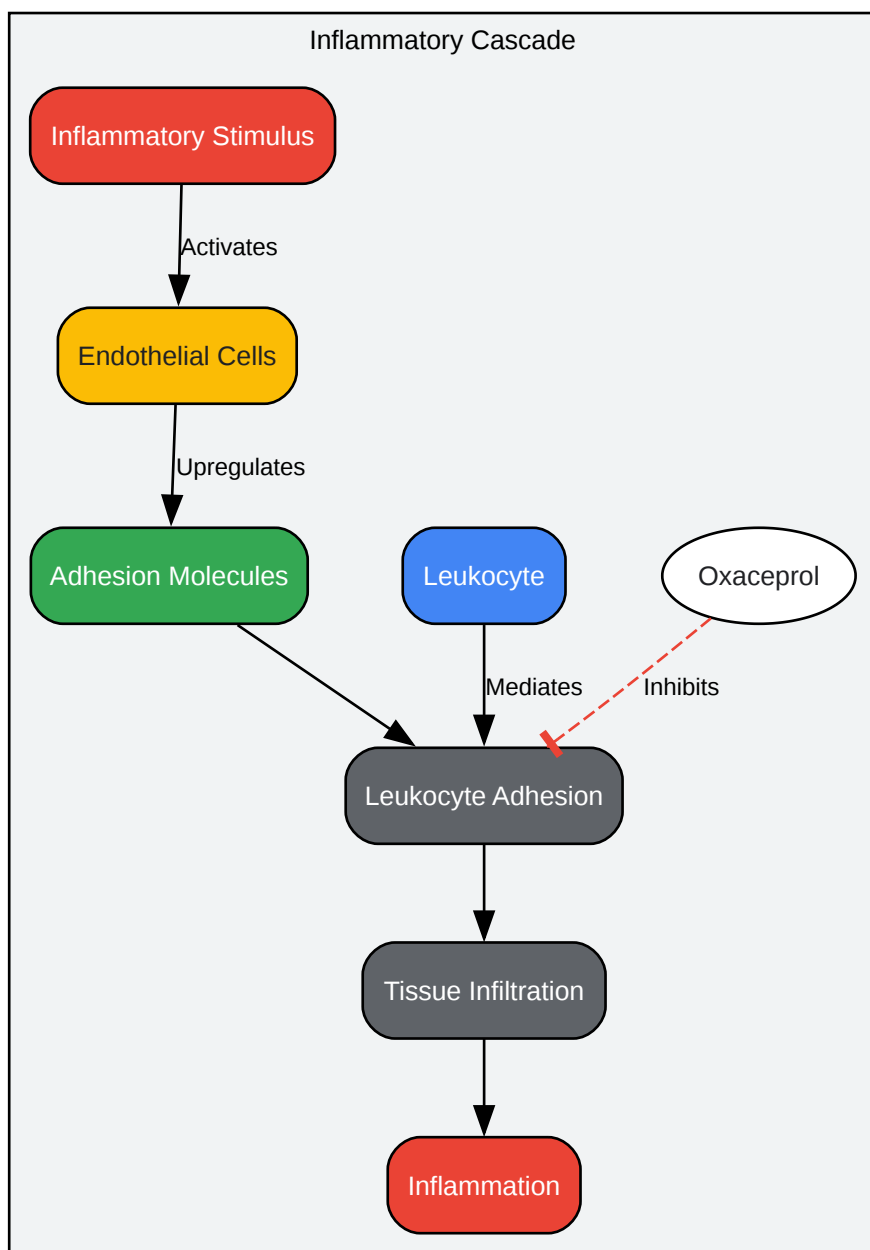 Inflammatory Cascade
Inflammatory Stimulus
Activates
Endothelial Cells
Upregulates
Adhesion Molecules
Leukocyte
Oxaceprol
Mediates
Inhibits
Leukocyte Adhesion
Tissue Infiltration
Inflammation